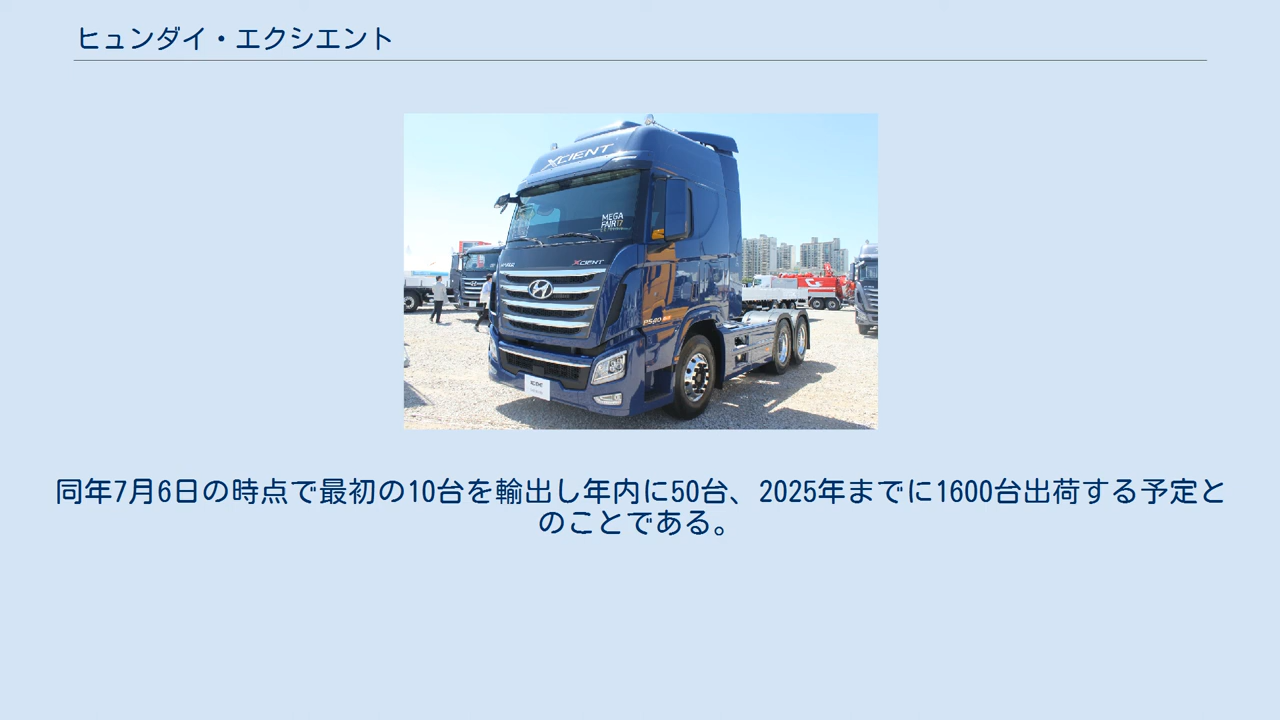 ヒュンダイ・エクシエント
XCIENT
MEGA
FAIR17
XCIENT
XCIENT
同年7月6日の時点で最初の10台を輸出し年内に50台、2025年までに1600台出荷する予定と
のことである。